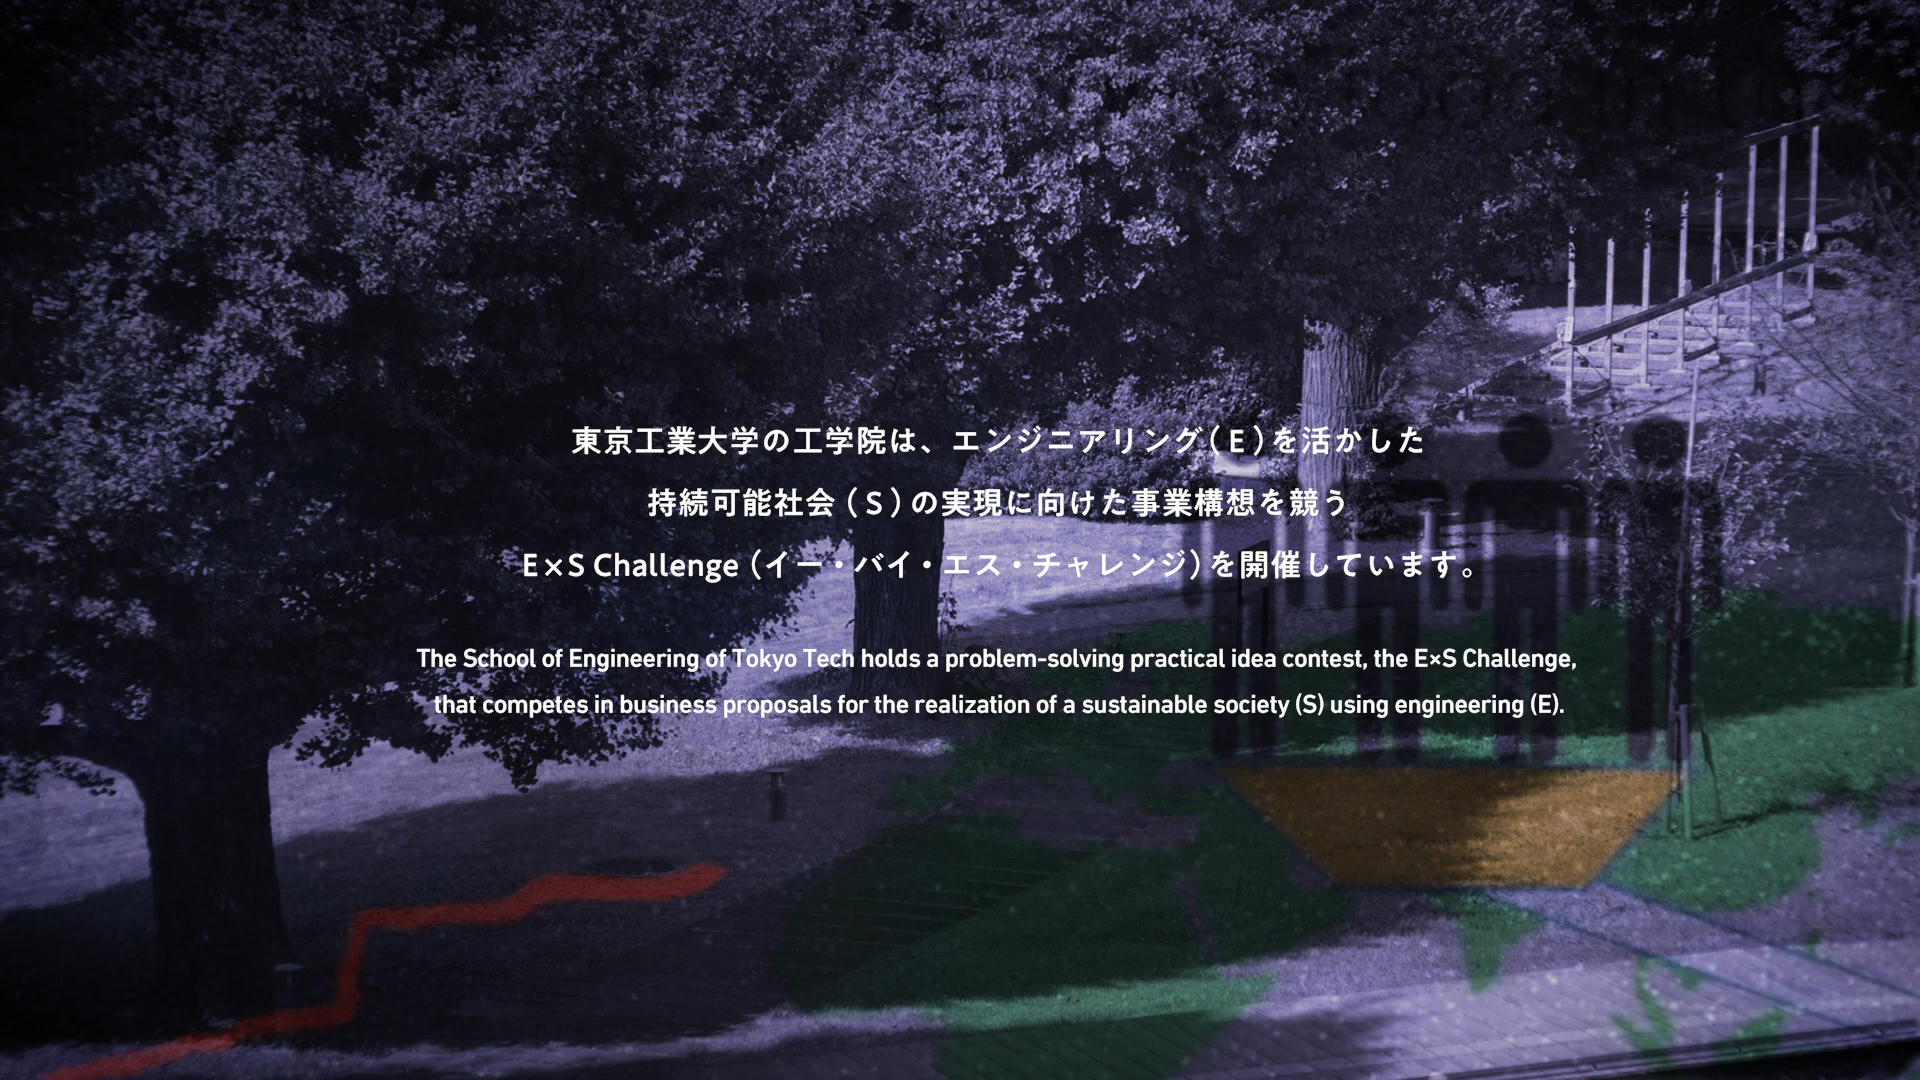 東京工業大学の工学院は、エンジニアリング(E)を活かした
持続可能社会(S)の実現に向けた事業構想を競う
E×S Challenge(イー・バイ・エス・チャレンジ)を開催しています。
The School of Engineering of Tokyo Tech holds a problem-solving practical idea contest, the E×S Challenge,
that competes in business proposals for the realization of a sustainable society (S) using engineering (E).